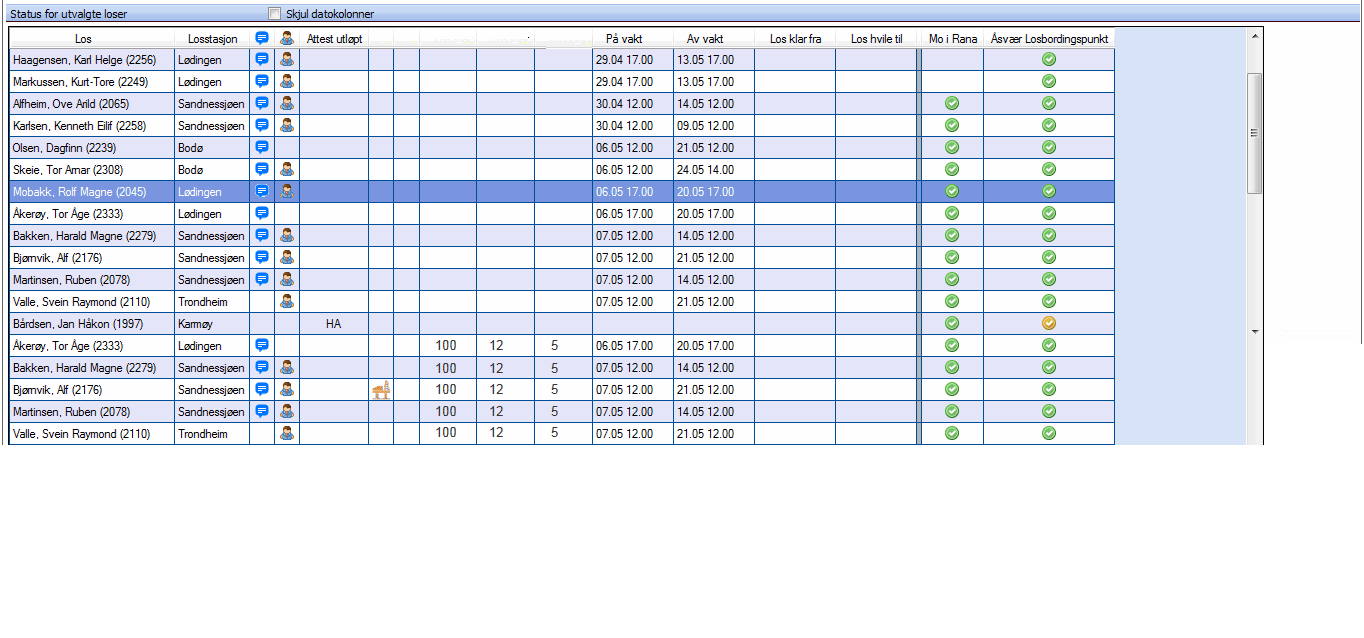 Status for utvalgte loser Skjul datokolonner
Los Losstasjon Attest utløpt På vakt Av vakt Los klar fra Los hvile til Mo i Rana Åsvær Losbordingspunkt
Haagensen, Karl Helge (2256) Lødingen 29.04 17.00 13.05 17.00
Markussen, Kurt-Tore (2249) Lødingen 29.04 17.00 13.05 17.00
Alfheim, Ove Arild (2065) Sandnessjøen 30.04 12.00 14.05 12.00
Karlsen, Kenneth Eilif (2258) Sandnessjøen 30.04 12.00 09.05 12.00
Olsen, Dagfinn (2239) Bodø 06.05 12.00 21.05 12.00
Skeie, Tor Arnar (2308) Bodø 06.05 12.00 24.05 14.00
Mobakk, Rolf Magne (2045) Lødingen 06.05 17.00 20.05 17.00
Åkerøy, Tor Åge (2333) Lødingen 06.05 17.00 20.05 17.00
Bakken, Harald Magne (2279) Sandnessjøen 07.05 12.00 14.05 12.00
Bjørnvik, Alf (2176) Sandnessjøen 07.05 12.00 21.05 12.00
Martinsen, Ruben (2078) Sandnessjøen 07.05 12.00 14.05 12.00
Valle, Svein Raymond (2110) Trondheim 07.05 12.00 21.05 12.00
Bårdsen, Jan Håkon (1997) Karmøy HA
Åkerøy, Tor Åge (2333) Lødingen 100 12 5 06.05 17.00 20.05 17.00
Bakken, Harald Magne (2279) Sandnessjøen 100 12 5 07.05 12.00 14.05 12.00
Bjørnvik, Alf (2176) Sandnessjøen 100 12 5 07.05 12.00 21.05 12.00
Martinsen, Ruben (2078) Sandnessjøen 100 12 5 07.05 12.00 14.05 12.00
Valle, Svein Raymond (2110) Trondheim 100 12 5 07.05 12.00 21.05 12.00